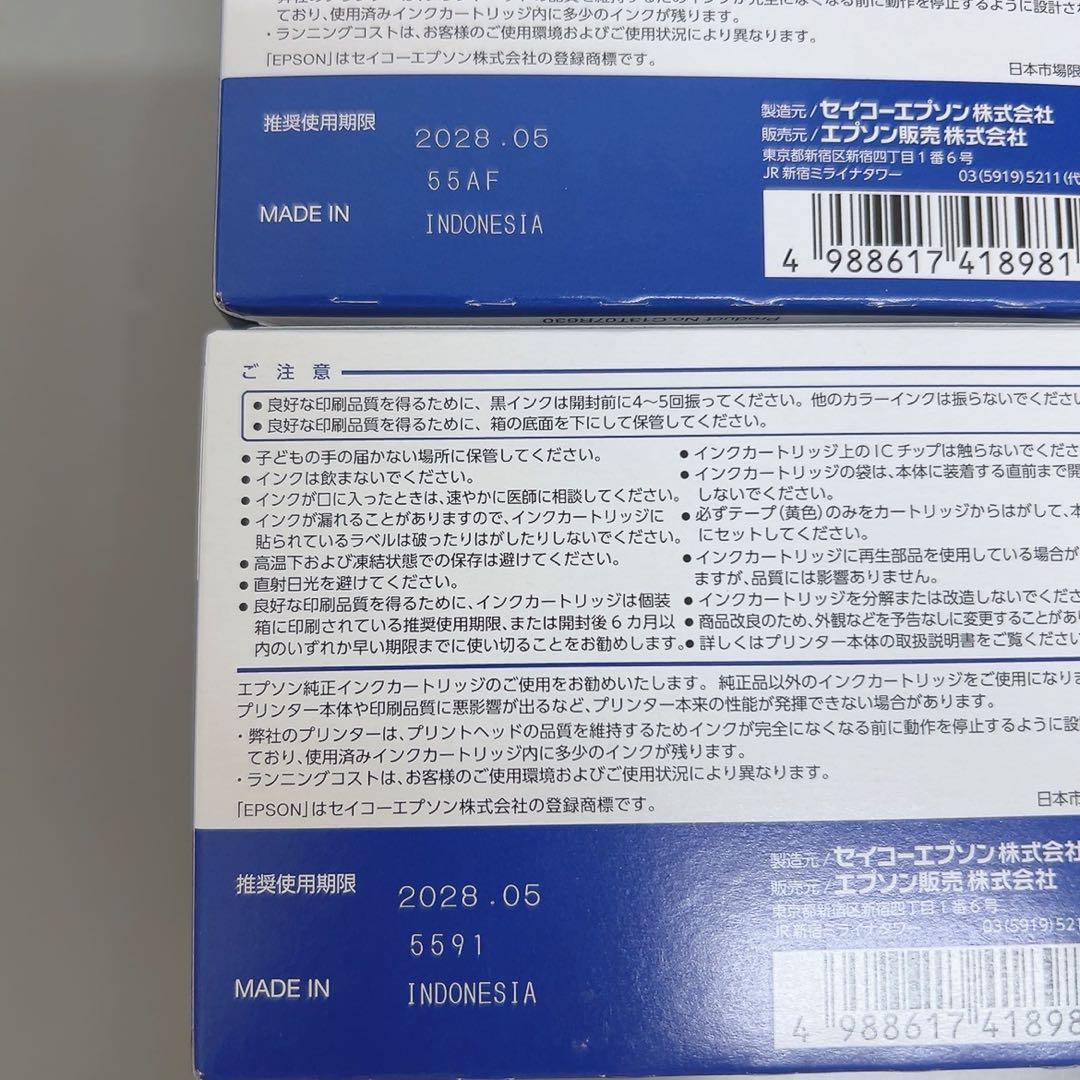 ており、使用済みインクカートリッジ内に多少のインクが残ります。
・ランニングコストは、お客様のご使用環境およびご使用状況により異なります。
「EPSON」はセイコーエプソン株式会社の登録商標です。
日本市場限
推奨使用期限
2028.05
55AF
MADE IN
INDONESIA
製造元/セイコーエプソン株式会社
販売元/エプソン販売株式会社
東京都新宿区新宿四丁目1番6号
JR新宿ミライナタワー 03(5919)5211(代
4 988617 418981
Product No.C13T07R630
ご注意
● 良好な印刷品質を得るために、黒インクは開封前に4～5回振ってください。他のカラーインクは振らないでください
● 良好な印刷品質を得るために、箱の底面を下にして保管してください。
● 子どもの手の届かない場所に保管してください。
● インクは飲まないでください。
● インクが口に入ったときは、速やかに医師に相談してください。
● インクが漏れることがありますので、インクカートリッジに
貼られているラベルは破ったりはがしたりしないでください。
● 高温下および凍結状態での保存は避けてください。
● 直射日光を避けてください。
● 良好な印刷品質を得るために、インクカートリッジは個装
箱に印刷されている推奨使用期限、または開封後6カ月以
内のいずれか早い期限までに使い切ることをお勧めします。
● インクカートリッジ上のICチップは触らないでくださ
● インクカートリッジの袋は、本体に装着する直前まで開
しないでください。
● 必ずテープ(黄色)のみをカートリッジからはがして、本
にセットしてください。
● インクカートリッジに再生部品を使用している場合が
ますが、品質には影響ありません。
● インクカートリッジを分解または改造しないでくださ
● 商品改良のため、外観などを予告なしに変更することがあ
● 詳しくはプリンター本体の取扱説明書をご覧ください
エプソン純正インクカートリッジのご使用をお勧めいたします。純正品以外のインクカートリッジをご使用になりま
プリンター本体や印刷品質に悪影響が出るなど、プリンター本来の性能が発揮できない場合があります。
・弊社のプリンターは、プリントヘッドの品質を維持するためインクが完全になくなる前に動作を停止するように設
ており、使用済みインクカートリッジ内に多少のインクが残ります。
・ランニングコストは、お客様のご使用環境およびご使用状況により異なります。
「EPSON」はセイコーエプソン株式会社の登録商標です。
日本市
推奨使用期限
2028.05
5591
MADE IN
INDONESIA
製造元/セイコーエプソン株式会社
販売元/エプソン販売株式会社
東京都新宿区新宿四丁目1番6号
JR新宿ミライナタワー 03(5919)521
4 988617 41898